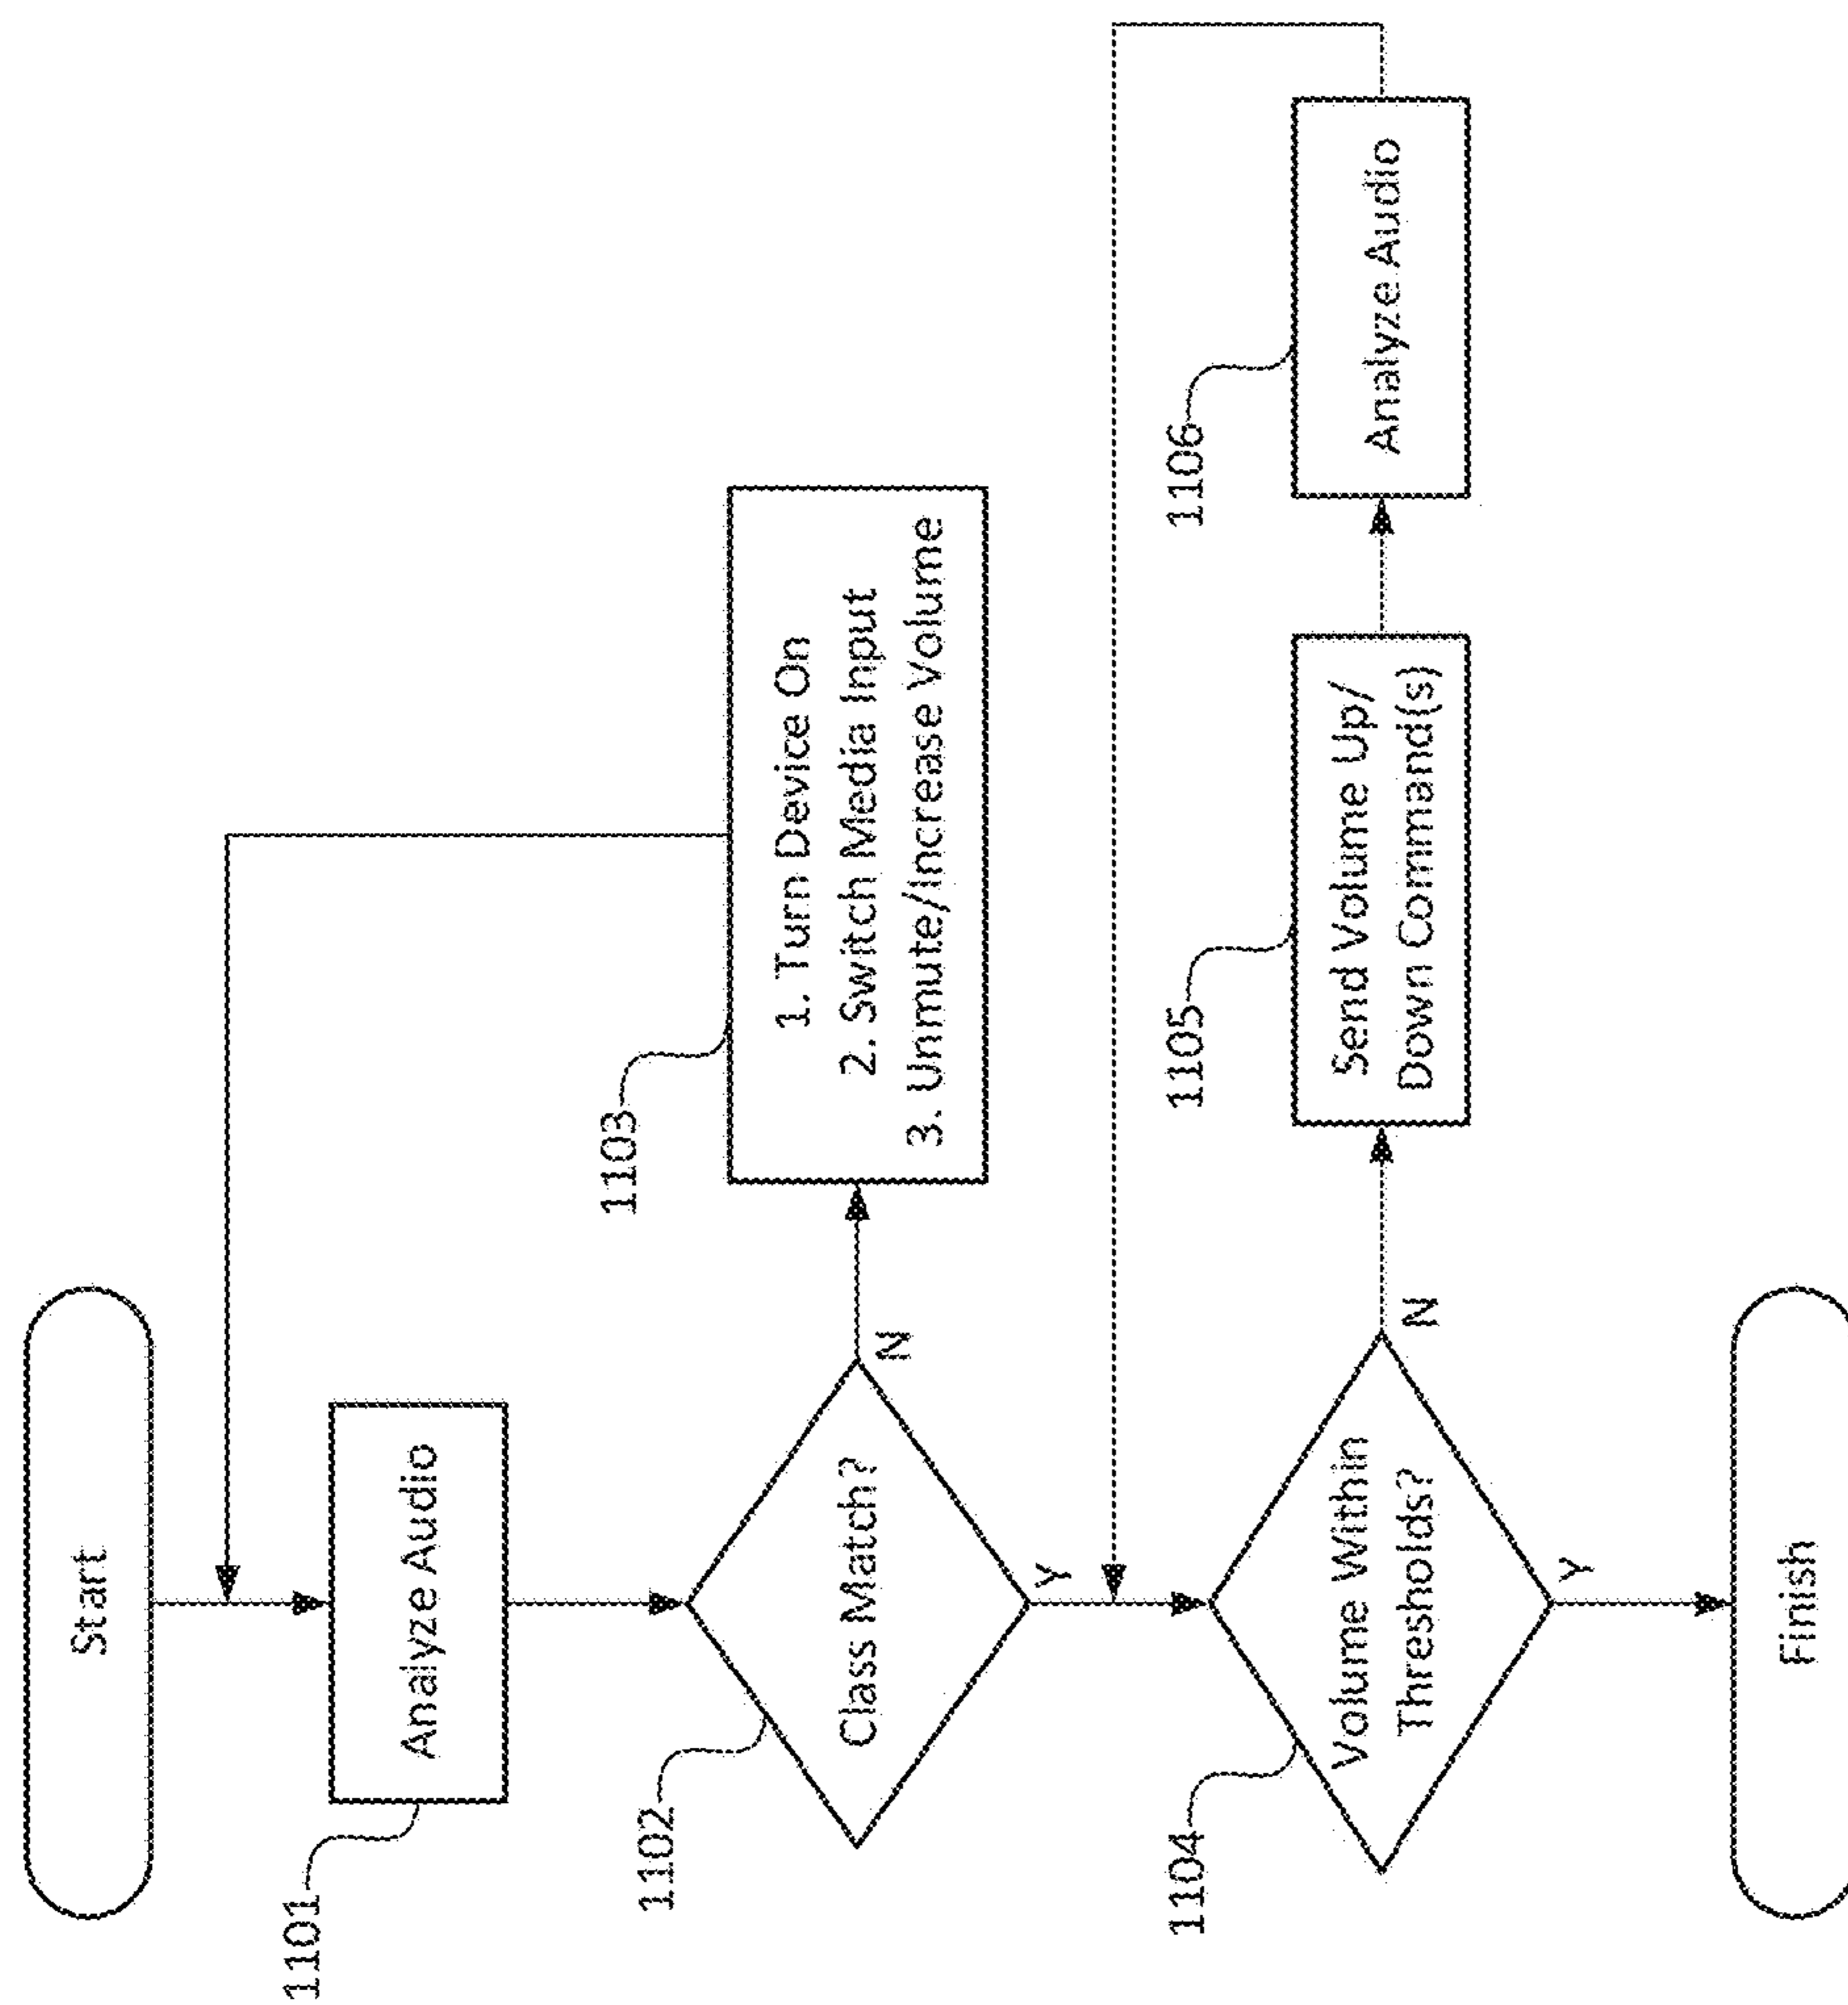 Start
1101
Analyze Audio
1102
Class Match?
N
Y
1103
1. Turn Device On
2. Switch Media Input
3. Unmute/Increase Volume
1104
Volume Within
Thresholds?
N
Y
1105
Send Volume Up/
Down Command(s)
1106
Analyze Audio
Finish